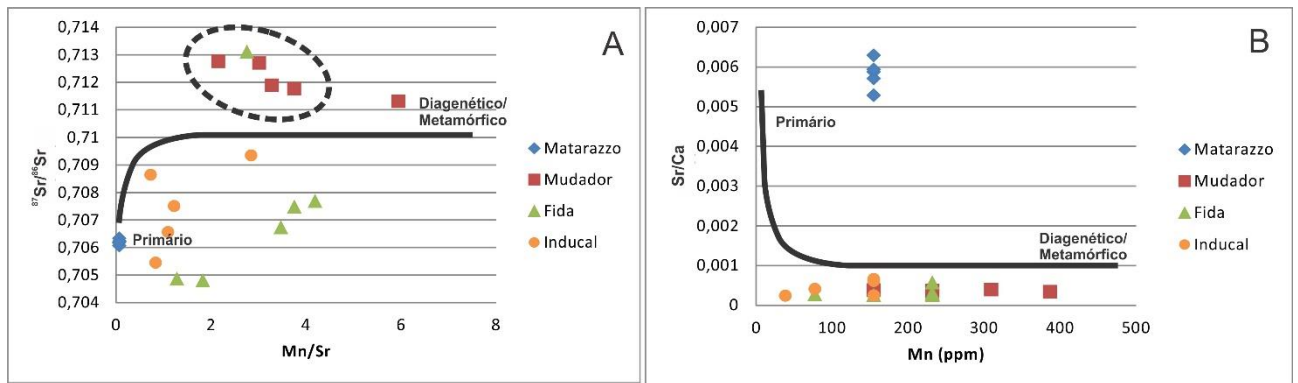 A
0,714
0,713
0,712
0,711
0,71
0,709
0,708
0,707
0,706
0,705
0,704
⁸⁷Sr/⁸⁶Sr
0
2
4
6
8
Mn/Sr
Diagenético/
Metamórfico
Primário
Matarazzo
Mudador
Fida
Inducal
B
0,007
0,006
0,005
0,004
0,003
0,002
0,001
0
Sr/Ca
0
100
200
300
400
500
Mn (ppm)
Primário
Diagenético/
Metamórfico
Matarazzo
Mudador
Fida
Inducal